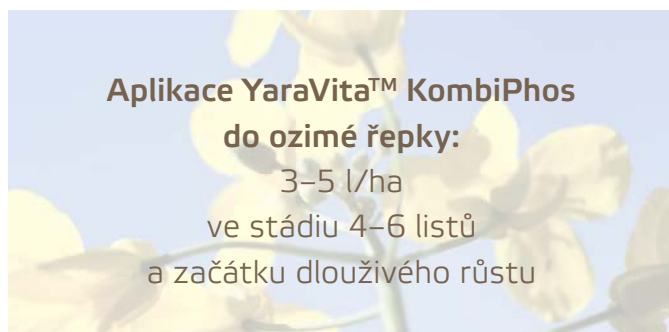 Aplikace YaraVita™ KombiPhos
do ozimé řepky:
3–5 l/ha
ve stádiu 4–6 listů
a začátku dlouživého růstu